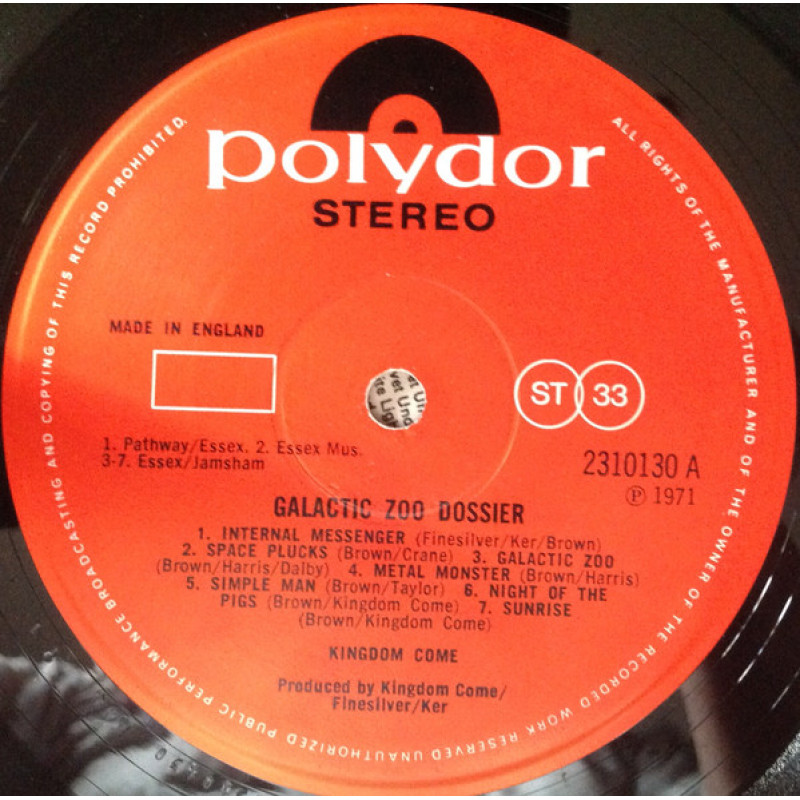 polydor
STEREO
MADE IN ENGLAND
ST 33
1. Pathway/Essex. 2. Essex Mus.
3-7. Essex/Jamsham
2310130 A
℗ 1971
GALACTIC ZOO DOSSIER
1. INTERNAL MESSENGER (Finesilver/Ker/Brown)
2. SPACE PLUCKS (Brown/Crane) 3. GALACTIC ZOO
(Brown/Harris/Dalby) 4. METAL MONSTER (Brown/Harris)
5. SIMPLE MAN (Brown/Taylor) 6. NIGHT OF THE
PIGS (Brown/Kingdom Come) 7. SUNRISE
(Brown/Kingdom Come)
KINGDOM COME
Produced by Kingdom Come/
Finesilver/Ker
ALL RIGHTS OF THE MANUFACTURER AND OF THE OWNER OF THE RECORDED WORK RESERVED UNAUTHORIZED PUBLIC PERFORMANCE BROADCASTING AND COPYING OF THIS RECORD PROHIBITED.